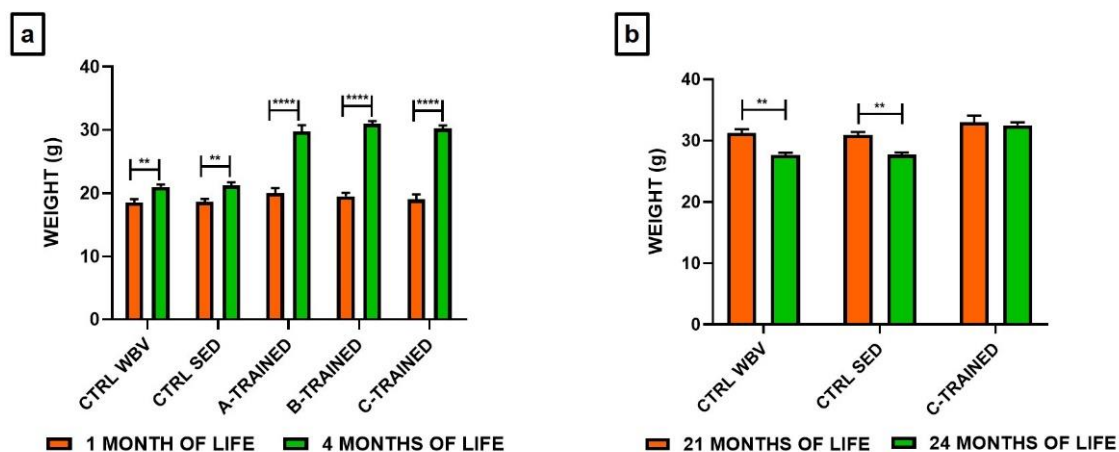 a
WEIGHT (g)
40
30
20
10
0
**
**
****
****
****
CTRL WBV
CTRL SED
A-TRAINED
B-TRAINED
C-TRAINED
1 MONTH OF LIFE
4 MONTHS OF LIFE
b
WEIGHT (g)
40
30
20
10
0
**
**
CTRL WBV
CTRL SED
C-TRAINED
21 MONTHS OF LIFE
24 MONTHS OF LIFE